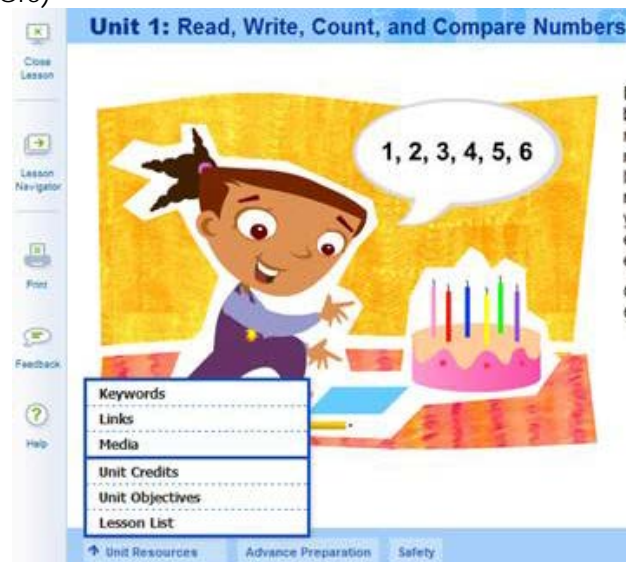 Unit 1: Read, Write, Count, and Compare Numbers
Close
Lesson
Lesson
Navigator
Print
Feedback
Help
1, 2, 3, 4, 5, 6
Keywords
Links
Media
Unit Credits
Unit Objectives
Lesson List
Unit Resources
Advance Preparation
Safety